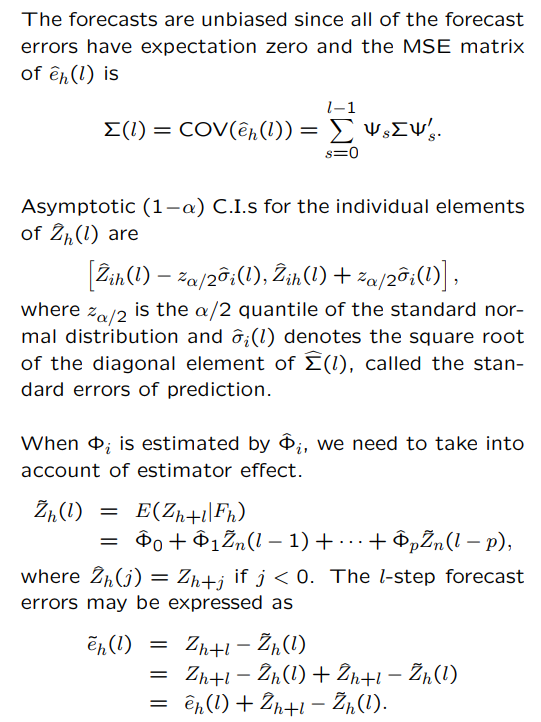 The forecasts are unbiased since all of the forecast
errors have expectation zero and the MSE matrix
of ê_h(l) is
Σ(l) = COV(ê_h(l)) = ∑_{s=0}^{l−1} Ψ_sΣΨ′_s.
Asymptotic (1−α) C.I.s for the individual elements
of Ẑ_h(l) are
[Ẑ_{ih}(l) − z_{α/2}σ̂_i(l), Ẑ_{ih}(l) + z_{α/2}σ̂_i(l)],
where z_{α/2} is the α/2 quantile of the standard nor-
mal distribution and σ̂_i(l) denotes the square root
of the diagonal element of Σ̂(l), called the stan-
dard errors of prediction.
When Φ_i is estimated by Φ̂_i, we need to take into
account of estimator effect.
Z̃_h(l) = E(Z_{h+l}|F_h)
= Φ̂_0 + Φ̂_1Z̃_n(l − 1) + ··· + Φ̂_pZ̃_n(l − p),
where Ẑ_h(j) = Z_{h+j} if j < 0. The l-step forecast
errors may be expressed as
ẽ_h(l) = Z_{h+l} − Z̃_h(l)
= Z_{h+l} − Ẑ_h(l) + Ẑ_{h+l} − Z̃_h(l)
= ê_h(l) + Ẑ_{h+l} − Z̃_h(l).